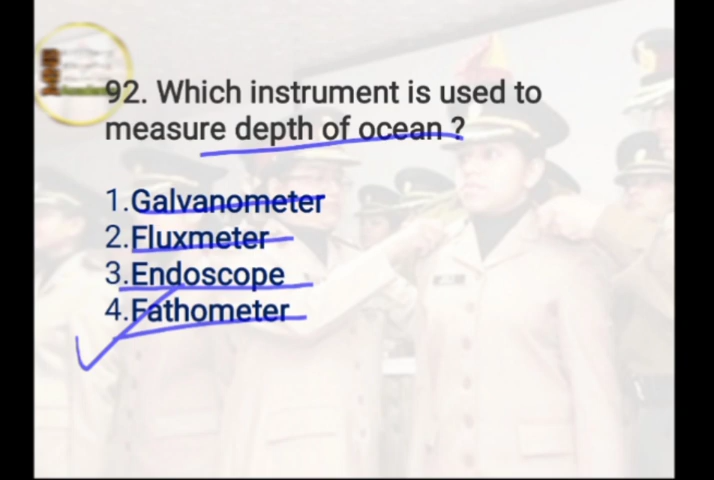 92. Which instrument is used to
measure depth of ocean ?
1.Galvanometer
2.Fluxmeter
3.Endoscope
4.Fathometer